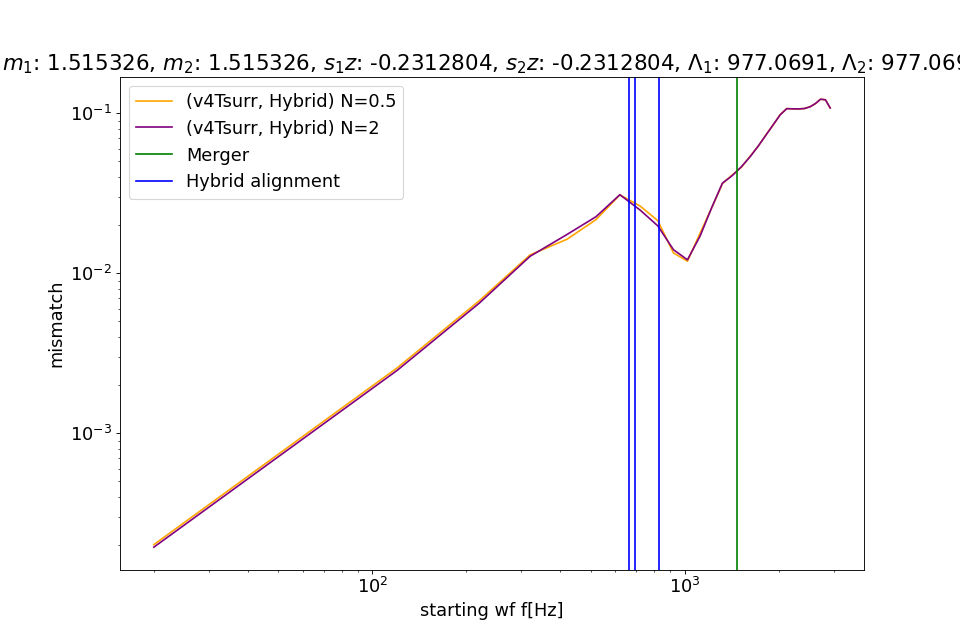 m₁: 1.515326, m₂: 1.515326, s₁z: -0.2312804, s₂z: -0.2312804, Λ₁: 977.0691, Λ₂: 977.069
(v4Tsurr, Hybrid) N=0.5
(v4Tsurr, Hybrid) N=2
Merger
Hybrid alignment
10⁻¹
10⁻²
10⁻³
mismatch
10²
10³
starting wf f[Hz]